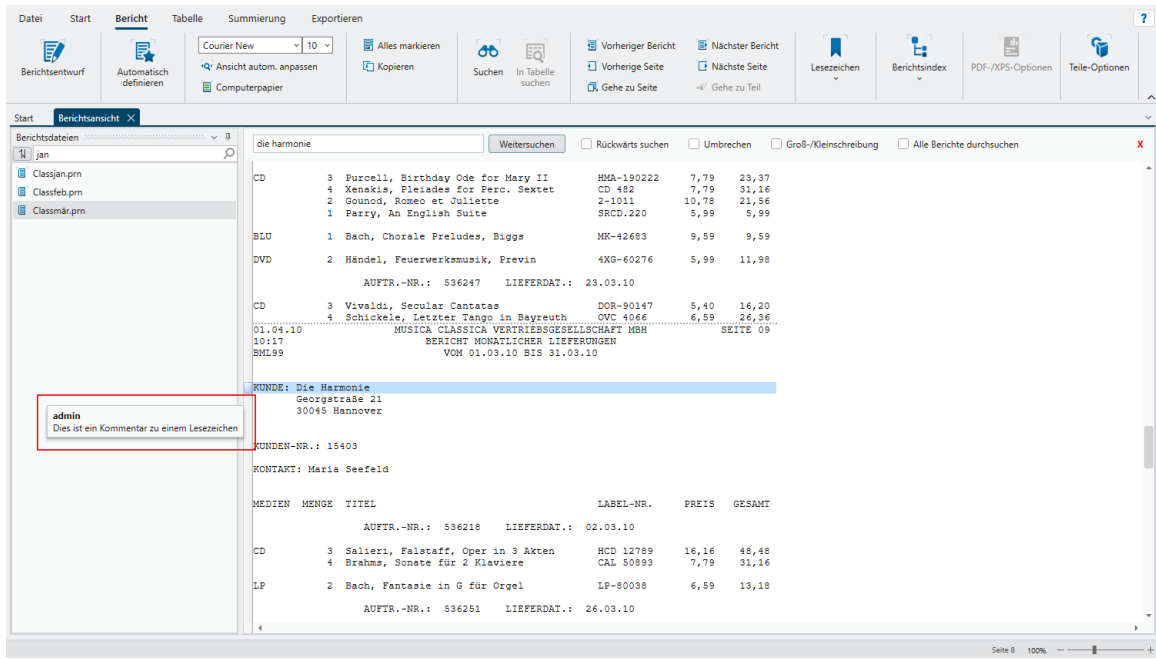 Datei Start Bericht Tabelle Summierung Exportieren ?
Berichtsentwurf
Automatisch definieren
Courier New 10
Ansicht autom. anpassen
Computerpapier
Alles markieren
Kopieren
Suchen
In Tabelle suchen
Vorheriger Bericht
Vorherige Seite
Gehe zu Seite
Nächster Bericht
Nächste Seite
Gehe zu Teil
Lesezeichen
Berichtsindex
PDF-/XPS-Optionen
Teile-Optionen
Start Berichtsansicht
Berichtsdateien
jan
Classjan.prn
Classfeb.prn
Classmär.prn
die harmonie Weitersuchen Rückwärts suchen Umbrechen Groß-/Kleinschreibung Alle Berichte durchsuchen X
CD 3 Purcell, Birthday Ode for Mary II HMA-190222 7,79 23,37
4 Xenakis, Pleiades for Perc. Sextet CD 482 7,79 31,16
2 Gounod, Romeo et Juliette 2-1011 10,78 21,56
1 Parry, An English Suite SRCD.220 5,99 5,99
BLU 1 Bach, Chorale Preludes, Biggs MK-42683 9,59 9,59
DVD 2 Händel, Feuerwerksmusik, Previn 4XG-60276 5,99 11,98
AUFTR.-NR.: 536247 LIEFERDAT.: 23.03.10
CD 3 Vivaldi, Secular Cantatas DOR-90147 5,40 16,20
4 Schickele, Letzter Tango in Bayreuth OVC 4066 6,59 26,36
01.04.10 MUSICA CLASSICA VERTRIEBSGESELLSCHAFT MBH SEITE 09
10:17 BERICHT MONATLICHER LIEFERUNGEN
BML99 VOM 01.03.10 BIS 31.03.10
KUNDE: Die Harmonie
Georgstraße 21
30045 Hannover
admin
Dies ist ein Kommentar zu einem Lesezeichen
KUNDEN-NR.: 15403
KONTAKT: Maria Seefeld
MEDIEN MENGE TITEL LABEL-NR. PREIS GESAMT
AUFTR.-NR.: 536218 LIEFERDAT.: 02.03.10
CD 3 Salieri, Falstaff, Oper in 3 Akten HCD 12789 16,16 48,48
4 Brahms, Sonate für 2 Klaviere CAL 50893 7,79 31,16
LP 2 Bach, Fantasie in G für Orgel LP-80038 6,59 13,18
AUFTR.-NR.: 536251 LIEFERDAT.: 26.03.10
Seite 8 100%